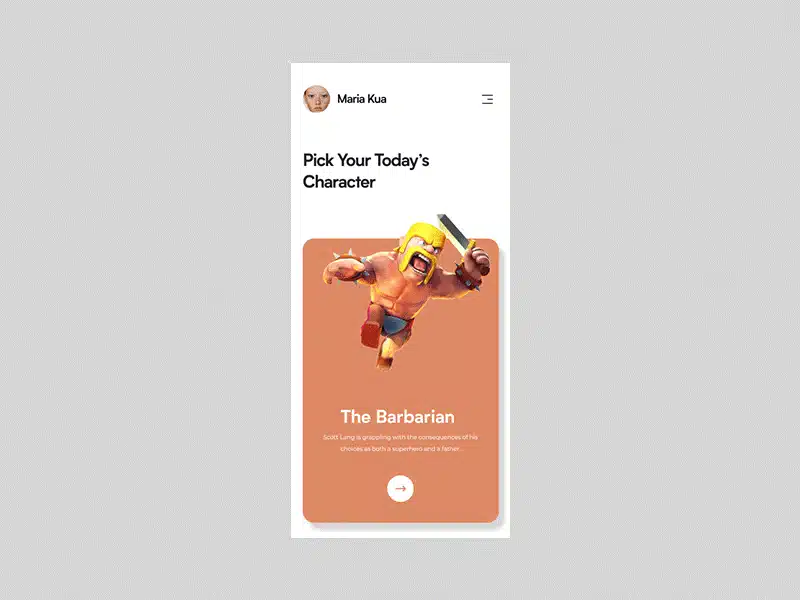 Maria Kua
Pick Your Today's
Character
The Barbarian
Scott Lang is grappling with the consequences of his
choices as both a superhero and a father..